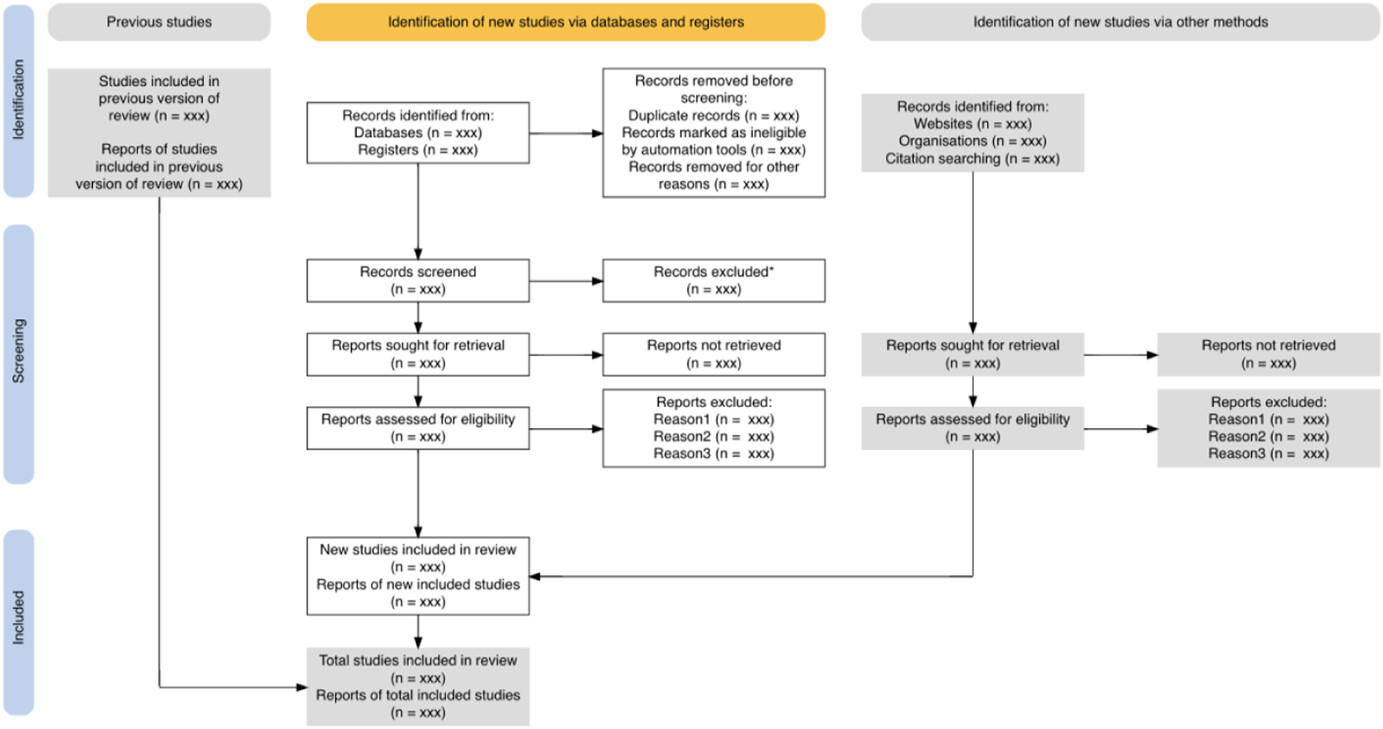 Previous studies
Identification of new studies via databases and registers
Identification of new studies via other methods
Identification
Studies included in
previous version of
review (n = xxx)
Reports of studies
included in previous
version of review (n = xxx)
Records identified from:
Databases (n = xxx)
Registers (n = xxx)
Records removed before
screening:
Duplicate records (n = xxx)
Records marked as ineligible
by automation tools (n = xxx)
Records removed for other
reasons (n = xxx)
Records identified from:
Websites (n = xxx)
Organisations (n = xxx)
Citation searching (n = xxx)
Screening
Records screened
(n = xxx)
Records excluded*
(n = xxx)
Reports sought for retrieval
(n = xxx)
Reports not retrieved
(n = xxx)
Reports sought for retrieval
(n = xxx)
Reports not retrieved
(n = xxx)
Reports assessed for eligibility
(n = xxx)
Reports excluded:
Reason1 (n =  xxx)
Reason2 (n =  xxx)
Reason3 (n =  xxx)
Reports assessed for eligibility
(n = xxx)
Reports excluded:
Reason1 (n =  xxx)
Reason2 (n =  xxx)
Reason3 (n =  xxx)
Included
New studies included in review
(n = xxx)
Reports of new included studies
(n = xxx)
Total studies included in review
(n = xxx)
Reports of total included studies
(n = xxx)